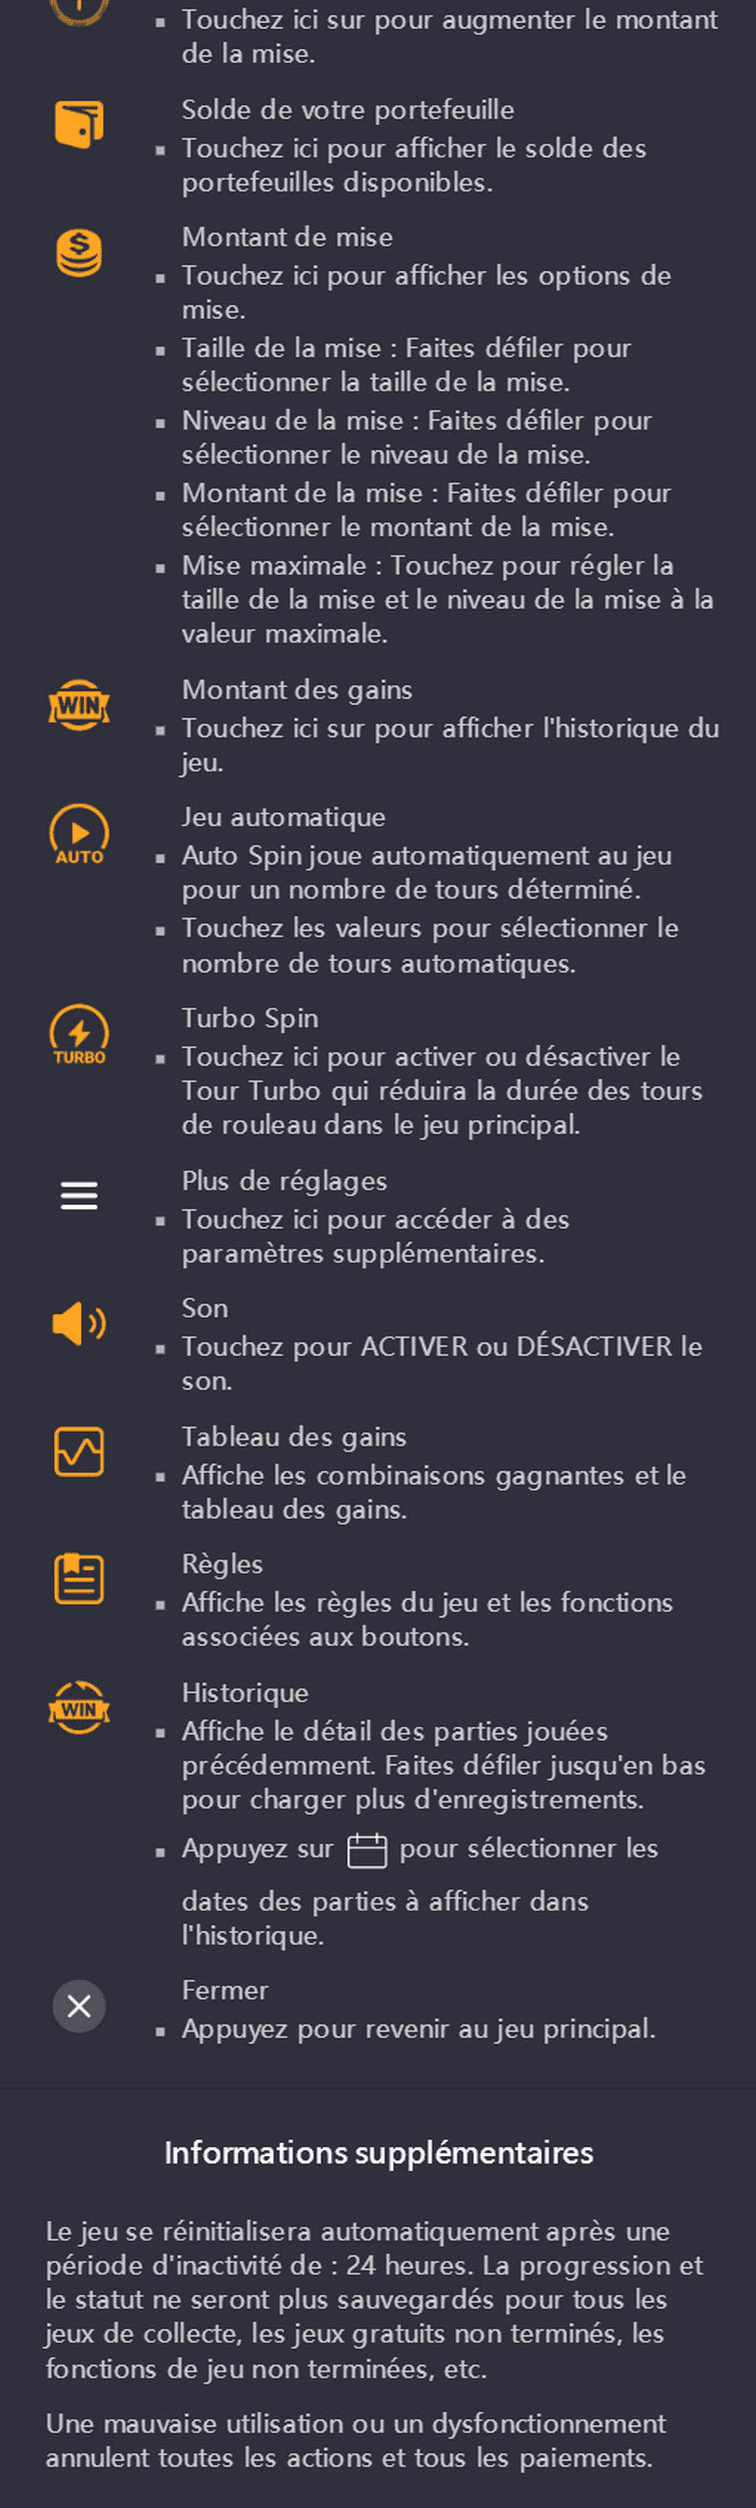 Touchez ici sur pour augmenter le montant
de la mise.
Solde de votre portefeuille
Touchez ici pour afficher le solde des
portefeuilles disponibles.
Montant de mise
Touchez ici pour afficher les options de
mise.
Taille de la mise : Faites défiler pour
sélectionner la taille de la mise.
Niveau de la mise : Faites défiler pour
sélectionner le niveau de la mise.
Montant de la mise : Faites défiler pour
sélectionner le montant de la mise.
Mise maximale : Touchez pour régler la
taille de la mise et le niveau de la mise à la
valeur maximale.
WIN
Montant des gains
Touchez ici sur pour afficher l'historique du
jeu.
AUTO
Jeu automatique
Auto Spin joue automatiquement au jeu
pour un nombre de tours déterminé.
Touchez les valeurs pour sélectionner le
nombre de tours automatiques.
TURBO
Turbo Spin
Touchez ici pour activer ou désactiver le
Tour Turbo qui réduira la durée des tours
de rouleau dans le jeu principal.
Plus de réglages
Touchez ici pour accéder à des
paramètres supplémentaires.
Son
Touchez pour ACTIVER ou DÉSACTIVER le
son.
Tableau des gains
Affiche les combinaisons gagnantes et le
tableau des gains.
Règles
Affiche les règles du jeu et les fonctions
associées aux boutons.
WIN
Historique
Affiche le détail des parties jouées
précédemment. Faites défiler jusqu'en bas
pour charger plus d'enregistrements.
Appuyez sur pour sélectionner les
dates des parties à afficher dans
l'historique.
Fermer
Appuyez pour revenir au jeu principal.
Informations supplémentaires
Le jeu se réinitialisera automatiquement après une
période d'inactivité de : 24 heures. La progression et
le statut ne seront plus sauvegardés pour tous les
jeux de collecte, les jeux gratuits non terminés, les
fonctions de jeu non terminées, etc.
Une mauvaise utilisation ou un dysfonctionnement
annulent toutes les actions et tous les paiements.